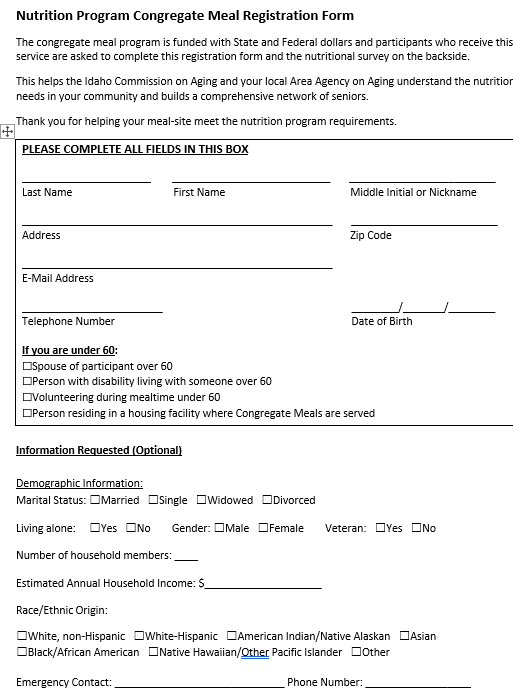 Nutrition Program Congregate Meal Registration Form
The congregate meal program is funded with State and Federal dollars and participants who receive this
service are asked to complete this registration form and the nutritional survey on the backside.
This helps the Idaho Commission on Aging and your local Area Agency on Aging understand the nutrition
needs in your community and builds a comprehensive network of seniors.
Thank you for helping your meal-site meet the nutrition program requirements.
PLEASE COMPLETE ALL FIELDS IN THIS BOX
Last Name First Name Middle Initial or Nickname
Address Zip Code
E-Mail Address
______/______/______
Telephone Number Date of Birth
If you are under 60:
☐Spouse of participant over 60
☐Person with disability living with someone over 60
☐Volunteering during mealtime under 60
☐Person residing in a housing facility where Congregate Meals are served
Information Requested (Optional)
Demographic Information:
Marital Status: ☐Married ☐Single ☐Widowed ☐Divorced
Living alone: ☐Yes ☐No Gender: ☐Male ☐Female Veteran: ☐Yes ☐No
Number of household members: ____
Estimated Annual Household Income: $____________________
Race/Ethnic Origin:
☐White, non-Hispanic ☐White-Hispanic ☐American Indian/Native Alaskan ☐Asian
☐Black/African American ☐Native Hawaiian/Other Pacific Islander ☐Other
Emergency Contact: _____________________________ Phone Number: __________________